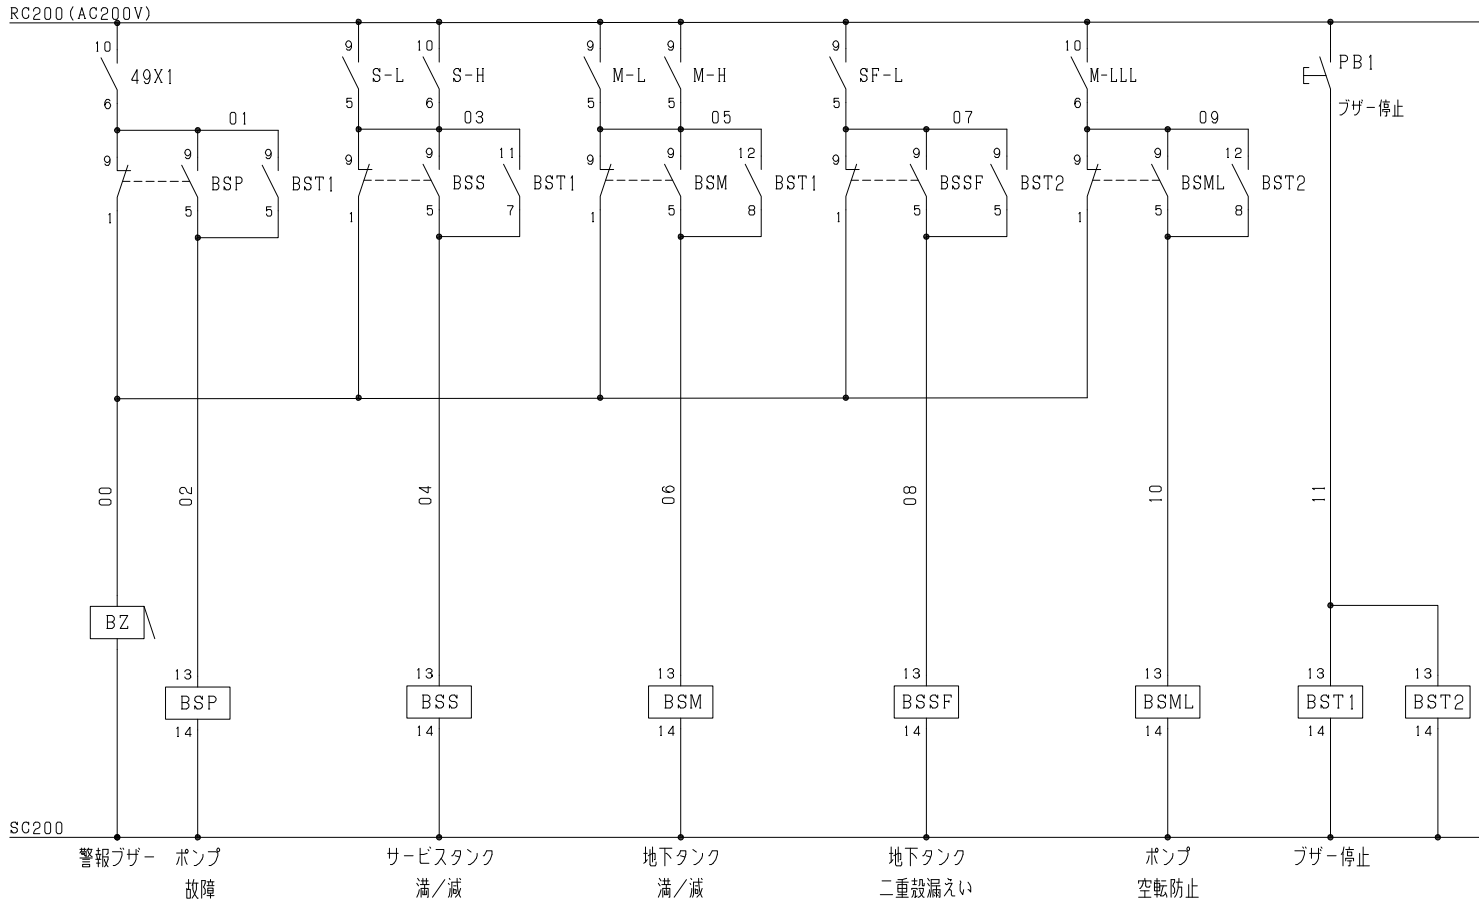 RC200(AC200V)
10 9 10 9 9 9 10
49X1 S-L S-H M-L M-H SF-L M-LLL PB1
6 5 6 5 5 5 6 ブザー停止
01 03 05 07 09
9 9 9 9 9 11 9 9 12 9 9 9 9 9 12
BSP BST1 BSS BST1 BSM BST1 BSSF BST2 BSML BST2
1 5 5 1 5 7 1 5 8 1 5 5 1 5 8
00 02 04 06 08 10 11
BZ
13 13 13 13 13 13 13
BSP BSS BSM BSSF BSML BST1 BST2
14 14 14 14 14 14 14
SC200
警報ブザー ポンプ サービスタンク 地下タンク 地下タンク ポンプ ブザー停止
故障 満／減 満／減 二重殻漏えい 空転防止